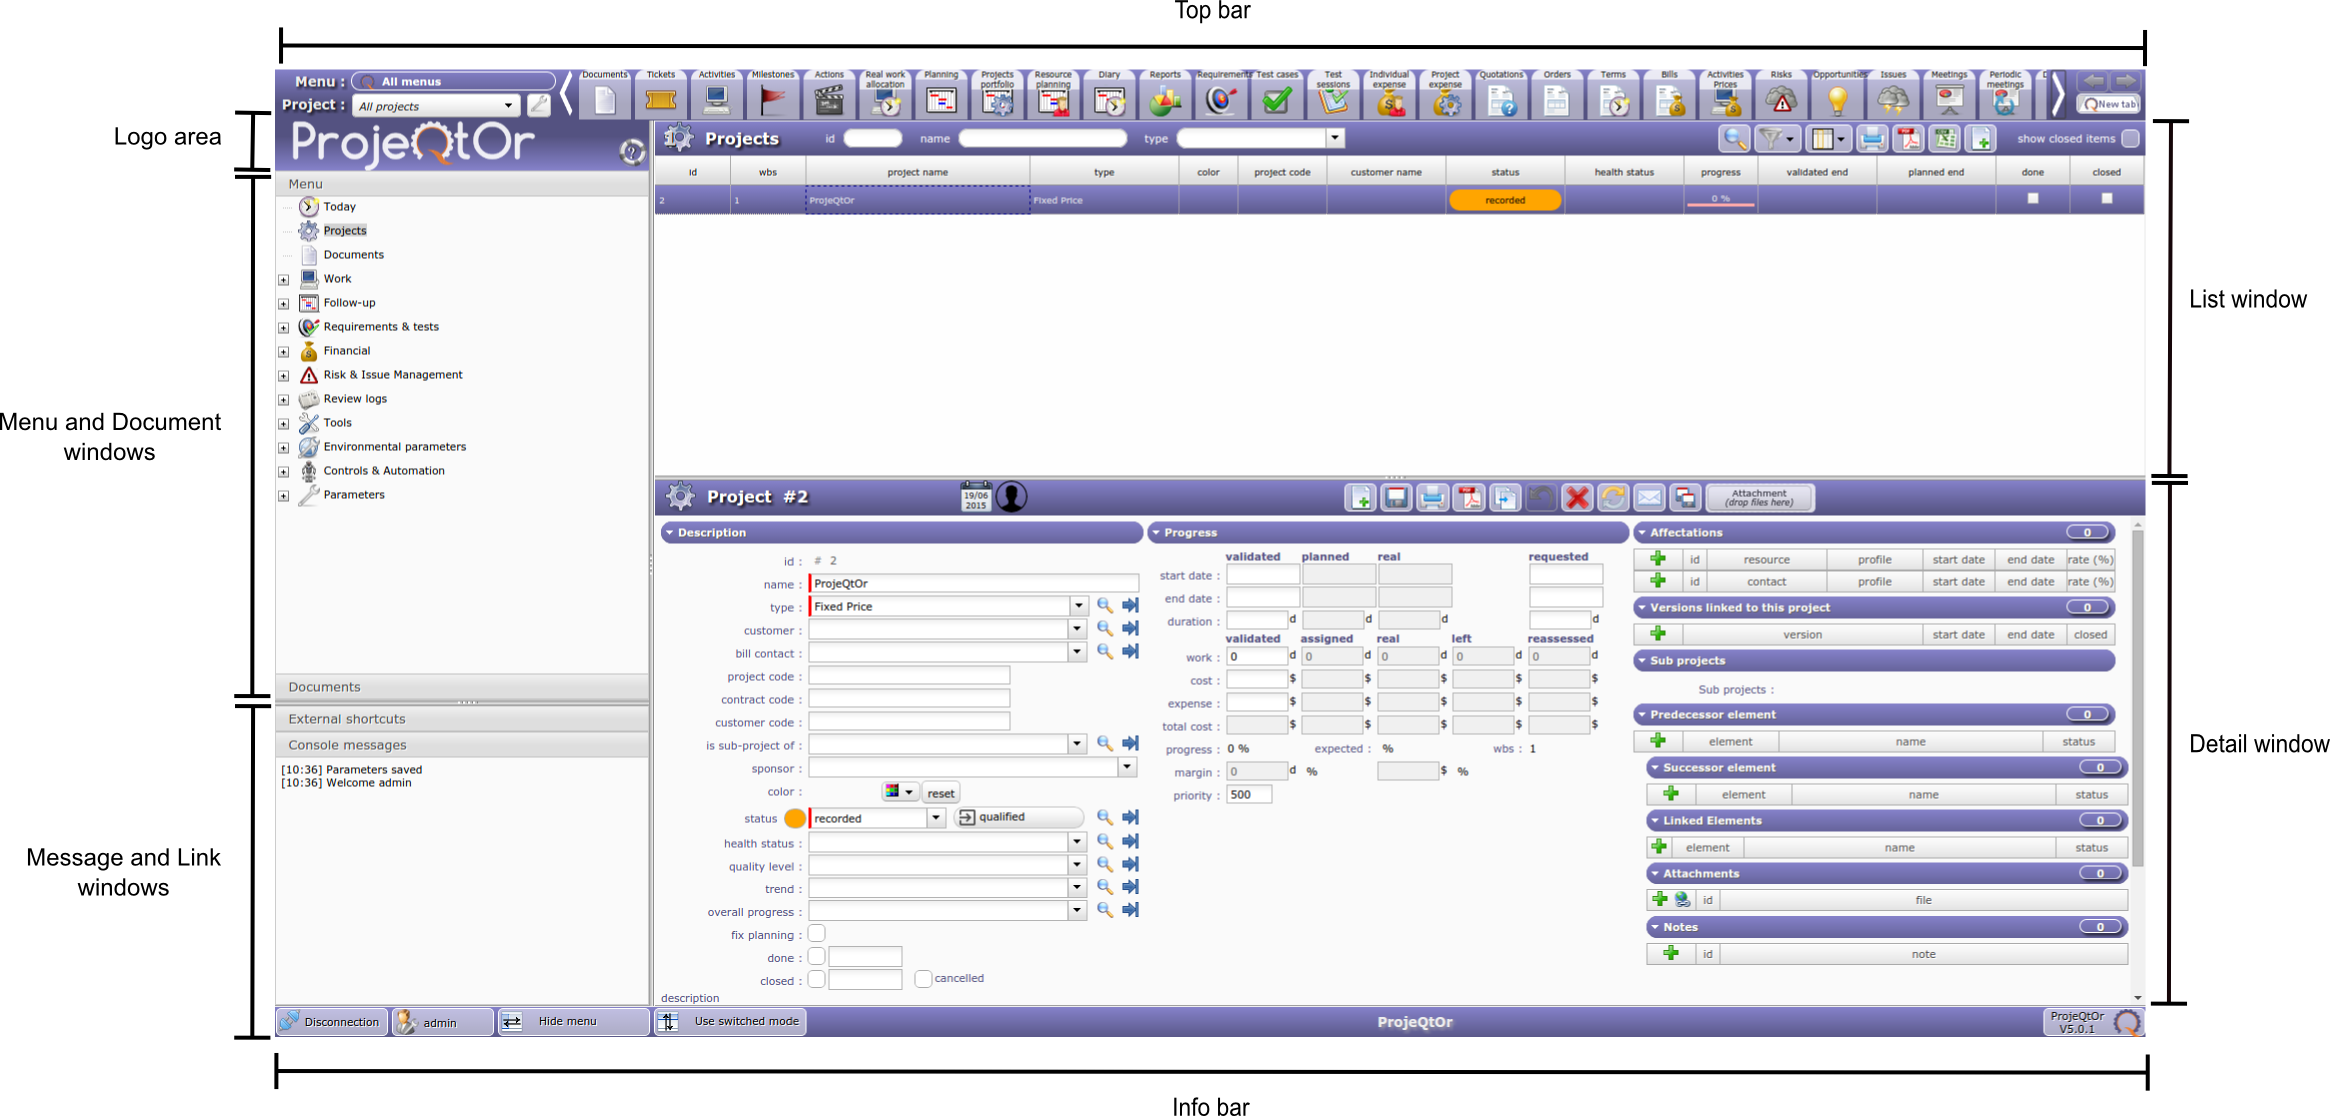 Top bar
Menu : All menus
Project : All projects
Documents Tickets Activities Milestones Actions Real work allocation Planning Projects portfolio Resource planning Diary Reports Requirements Test cases Test sessions Individual expense Project expense Quotations Orders Terms Bills Activities Prices Risks Opportunities Issues Meetings Periodic meetings
New tab
Logo area
ProjeQtOr
Menu
Today
Projects
Documents
Work
Follow-up
Requirements & tests
Financial
Risk & Issue Management
Review logs
Tools
Environmental parameters
Controls & Automation
Parameters
Documents
Menu and Document
windows
External shortcuts
Console messages
[10:36] Parameters saved
[10:36] Welcome admin
Message and Link
windows
Projects id name type show closed items
id wbs project name type color project code customer name status health status progress validated end planned end done closed
2 1 ProjeQtOr Fixed Price recorded 0 %
List window
Project #2 19/06 2015 Attachment (drop files here)
Description
id : # 2
name : ProjeQtOr
type : Fixed Price
customer :
bill contact :
project code :
contract code :
customer code :
is sub-project of :
sponsor :
color : reset
status recorded qualified
health status :
quality level :
trend :
overall progress :
fix planning :
done :
closed : cancelled
description
Progress
validated planned real requested
start date :
end date :
duration : d d d d
validated assigned real left reassessed
work : 0 d 0 d 0 d 0 d 0 d
cost : $ $ $ $ $
expense : $ $ $ $ $
total cost : $ $ $ $ $
progress : 0 % expected : % wbs : 1
margin : 0 d % $ %
priority : 500
Affectations 0
id resource profile start date end date rate (%)
id contact profile start date end date rate (%)
Versions linked to this project 0
version start date end date closed
Sub projects
Sub projects :
Predecessor element 0
element name status
Successor element 0
element name status
Linked Elements 0
element name status
Attachments 0
id file
Notes 0
id note
Detail window
Disconnection admin Hide menu Use switched mode ProjeQtOr ProjeQtOr V5.0.1
Info bar